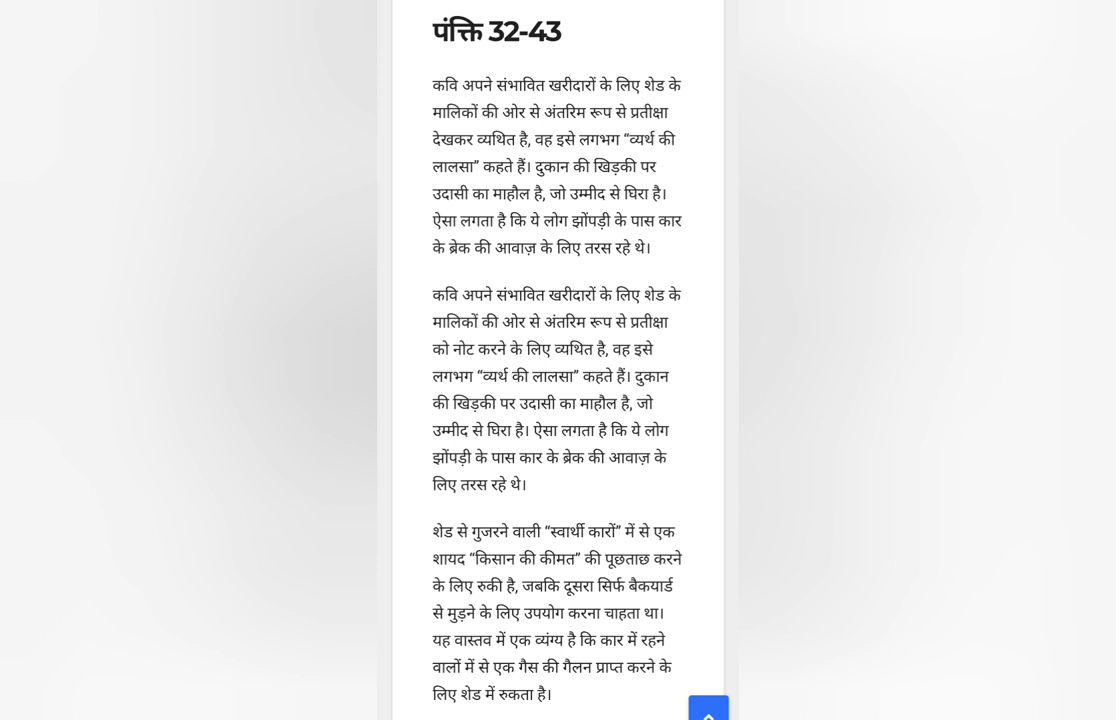 पंक्ति 32-43
कवि अपने संभावित खरीदारों के लिए शेड के
मालिकों की ओर से अंतरिम रूप से प्रतीक्षा
देखकर व्यथित है, वह इसे लगभग “व्यर्थ की
लालसा” कहते हैं। दुकान की खिड़की पर
उदासी का माहौल है, जो उम्मीद से घिरा है।
ऐसा लगता है कि ये लोग झोंपड़ी के पास कार
के ब्रेक की आवाज़ के लिए तरस रहे थे।
कवि अपने संभावित खरीदारों के लिए शेड के
मालिकों की ओर से अंतरिम रूप से प्रतीक्षा
को नोट करने के लिए व्यथित है, वह इसे
लगभग “व्यर्थ की लालसा” कहते हैं। दुकान
की खिड़की पर उदासी का माहौल है, जो
उम्मीद से घिरा है। ऐसा लगता है कि ये लोग
झोंपड़ी के पास कार के ब्रेक की आवाज़ के
लिए तरस रहे थे।
शेड से गुजरने वाली “स्वार्थी कारों” में से एक
शायद “किसान की कीमत” की पूछताछ करने
के लिए रुकी है, जबकि दूसरा सिर्फ बैकयार्ड
से मुड़ने के लिए उपयोग करना चाहता था।
यह वास्तव में एक व्यंग्य है कि कार में रहने
वालों में से एक गैस की गैलन प्राप्त करने के
लिए शेड में रुकता है।